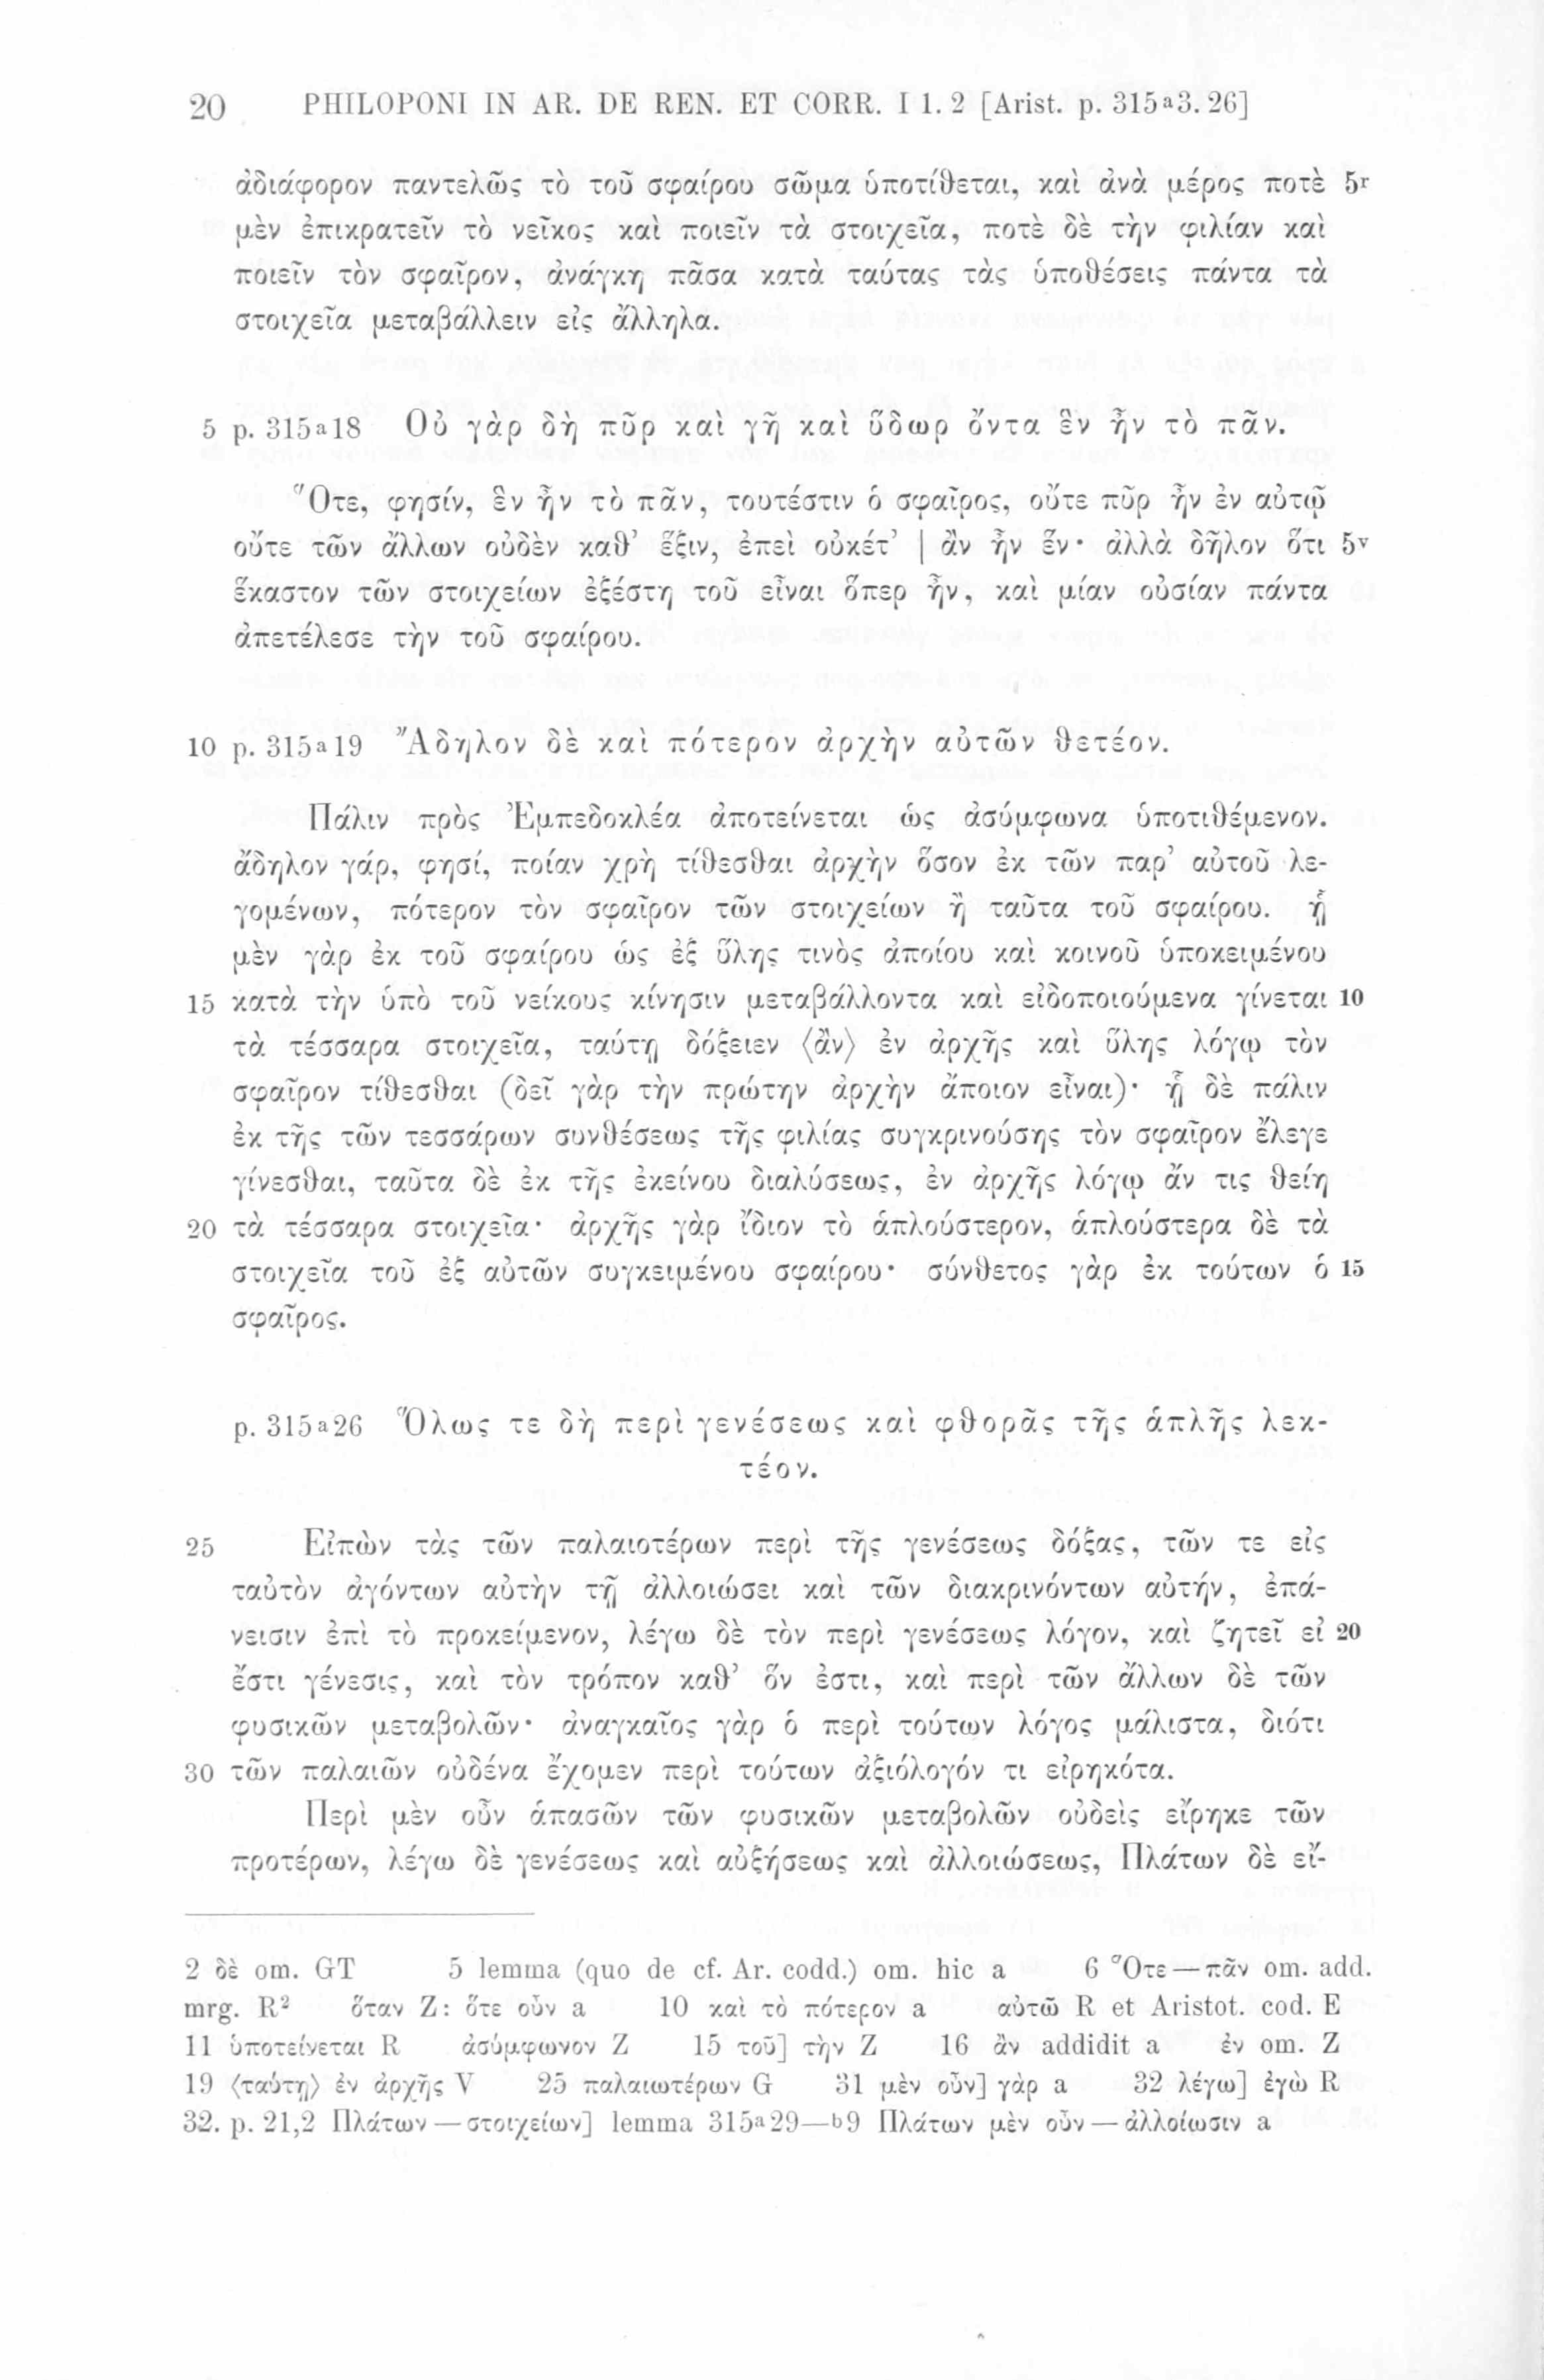 20 PHILOPONI IN AR. DE REN. ET CORR. I 1. 2 [Arist. p. 315a3. 26]
ἀδιάφορον παντελῶς τὸ τοῦ σφαίρου σῶμα ὑποτίθεται, καὶ ἀνὰ μέρος ποτὲ 5r
μὲν ἐπικρατεῖν τὸ νεῖκος καὶ ποιεῖν τὰ στοιχεῖα, ποτὲ δὲ τὴν φιλίαν καὶ
ποιεῖν τὸν σφαῖρον, ἀνάγκη πᾶσα κατὰ ταύτας τὰς ὑποθέσεις πάντα τὰ
στοιχεῖα μεταβάλλειν εἰς ἄλληλα.
5 p. 315a18 Οὐ γὰρ δὴ πῦρ καὶ γῆ καὶ ὕδωρ ὄντα ἓν ἦν τὸ πᾶν.
Ὅτε, φησίν, ἓν ἦν τὸ πᾶν, τουτέστιν ὁ σφαῖρος, οὔτε πῦρ ἦν ἐν αὐτῷ
οὔτε τῶν ἄλλων οὐδὲν καθ’ ἕξιν, ἐπεὶ οὐκέτ’ | ἂν ἦν ἕν· ἀλλὰ δῆλον ὅτι 5v
ἕκαστον τῶν στοιχείων ἐξέστη τοῦ εἶναι ὅπερ ἦν, καὶ μίαν οὐσίαν πάντα
ἀπετέλεσε τὴν τοῦ σφαίρου.
10 p. 315a19 Ἄδηλον δὲ καὶ πότερον ἀρχὴν αὐτῶν θετέον.
Πάλιν πρὸς Ἐμπεδοκλέα ἀποτείνεται ὡς ἀσύμφωνα ὑποτιθέμενον.
ἄδηλον γάρ, φησί, ποίαν χρὴ τίθεσθαι ἀρχὴν ὅσον ἐκ τῶν παρ’ αὐτοῦ λε-
γομένων, πότερον τὸν σφαῖρον τῶν στοιχείων ἢ ταῦτα τοῦ σφαίρου. ᾗ
μὲν γὰρ ἐκ τοῦ σφαίρου ὡς ἐξ ὕλης τινὸς ἀποίου καὶ κοινοῦ ὑποκειμένου
15 κατὰ τὴν ὑπὸ τοῦ νείκους κίνησιν μεταβάλλοντα καὶ εἰδοποιούμενα γίνεται 10
τὰ τέσσαρα στοιχεῖα, ταύτῃ δόξειεν ⟨ἂν⟩ ἐν ἀρχῆς καὶ ὕλης λόγῳ τὸν
σφαῖρον τίθεσθαι (δεῖ γὰρ τὴν πρώτην ἀρχὴν ἄποιον εἶναι)· ᾗ δὲ πάλιν
ἐκ τῆς τῶν τεσσάρων συνθέσεως τῆς φιλίας συγκρινούσης τὸν σφαῖρον ἔλεγε
γίνεσθαι, ταῦτα δὲ ἐκ τῆς ἐκείνου διαλύσεως, ἐν ἀρχῆς λόγῳ ἄν τις θείη
20 τὰ τέσσαρα στοιχεῖα· ἀρχῆς γὰρ ἴδιον τὸ ἁπλούστερον, ἁπλούστερα δὲ τὰ
στοιχεῖα τοῦ ἐξ αὐτῶν συγκειμένου σφαίρου· σύνθετος γὰρ ἐκ τούτων ὁ 15
σφαῖρος.
p. 315a26 Ὅλως τε δὴ περὶ γενέσεως καὶ φθορᾶς τῆς ἁπλῆς λεκ-
τέον.
25 Εἰπὼν τὰς τῶν παλαιοτέρων περὶ τῆς γενέσεως δόξας, τῶν τε εἰς
ταὐτὸν ἀγόντων αὐτὴν τῇ ἀλλοιώσει καὶ τῶν διακρινόντων αὐτήν, ἐπά-
νεισιν ἐπὶ τὸ προκείμενον, λέγω δὲ τὸν περὶ γενέσεως λόγον, καὶ ζητεῖ εἰ 20
ἔστι γένεσις, καὶ τὸν τρόπον καθ’ ὅν ἐστι, καὶ περὶ τῶν ἄλλων δὲ τῶν
φυσικῶν μεταβολῶν· ἀναγκαῖος γὰρ ὁ περὶ τούτων λόγος μάλιστα, διότι
30 τῶν παλαιῶν οὐδένα ἔχομεν περὶ τούτων ἀξιόλογόν τι εἰρηκότα.
Περὶ μὲν οὖν ἁπασῶν τῶν φυσικῶν μεταβολῶν οὐδεὶς εἴρηκε τῶν
προτέρων, λέγω δὲ γενέσεως καὶ αὐξήσεως καὶ ἀλλοιώσεως, Πλάτων δὲ εἴ-
2 δὲ om. GT 5 lemma (quo de cf. Ar. codd.) om. hic a 6 Ὅτε—πᾶν om. add.
mrg. R² ὅταν Z: ὅτε οὖν a 10 καὶ τὸ πότερον a αὐτῶ R et Aristot. cod. E
11 ὑποτείνεται R ἀσύμφωνον Z 15 τοῦ] τὴν Z 16 ἂν addidit a ἐν om. Z
19 ⟨ταύτῃ⟩ ἐν ἀρχῆς V 25 παλαιωτέρων G 31 μὲν οὖν] γὰρ a 32 λέγω] ἐγὼ R
32. p. 21,2 Πλάτων—στοιχείων] lemma 315a29—b9 Πλάτων μὲν οὖν—ἀλλοίωσιν a